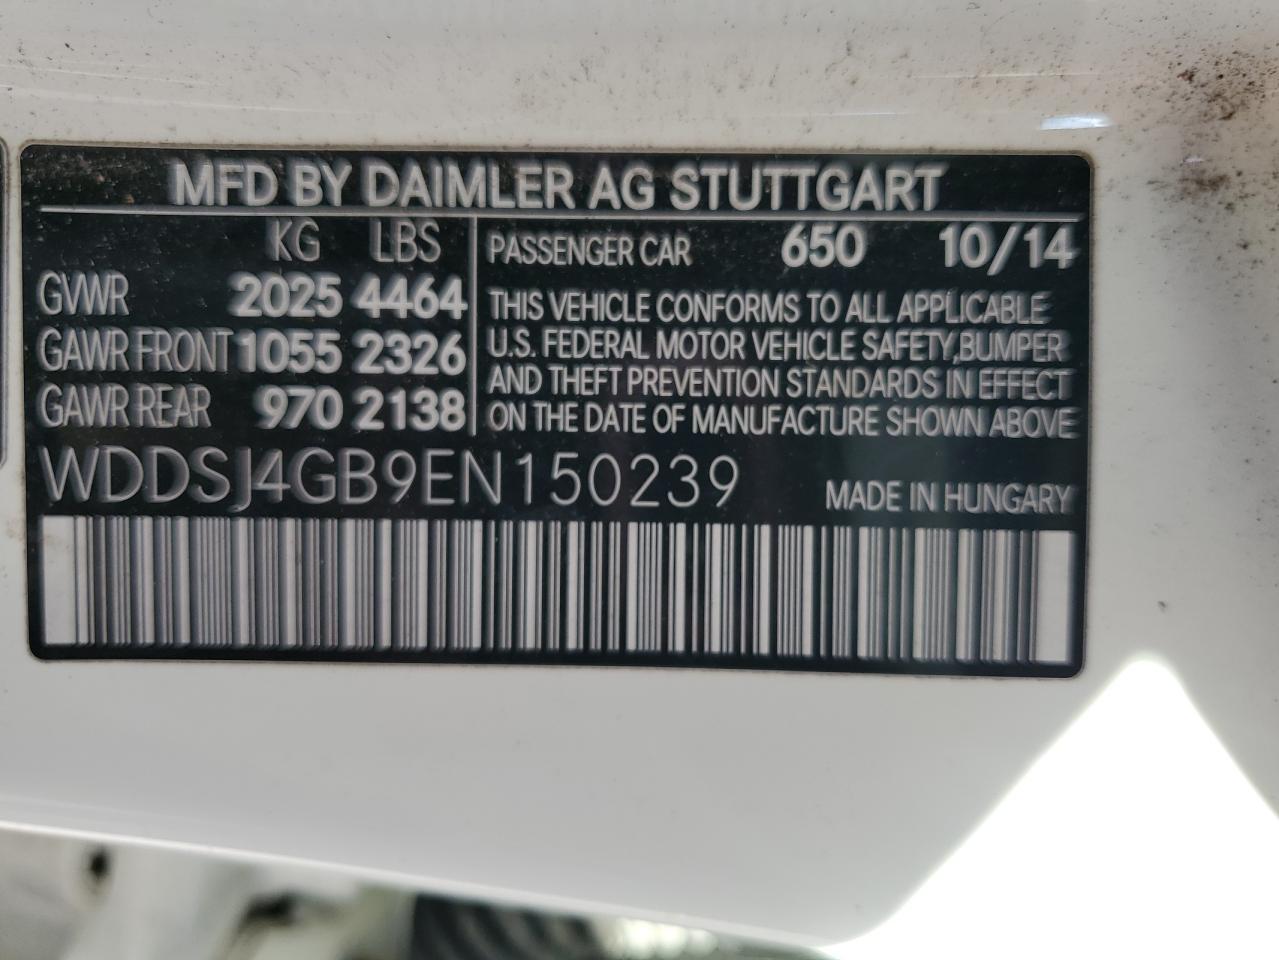 MFD BY DAIMLER AG STUTTGART
KG LBS
GVWR 2025 4464
GAWR FRONT 1055 2326
GAWR REAR 970 2138
PASSENGER CAR 650 10/14
THIS VEHICLE CONFORMS TO ALL APPLICABLE
U.S. FEDERAL MOTOR VEHICLE SAFETY,BUMPER
AND THEFT PREVENTION STANDARDS IN EFFECT
ON THE DATE OF MANUFACTURE SHOWN ABOVE
WDDSJ4GB9EN150239
MADE IN HUNGARY